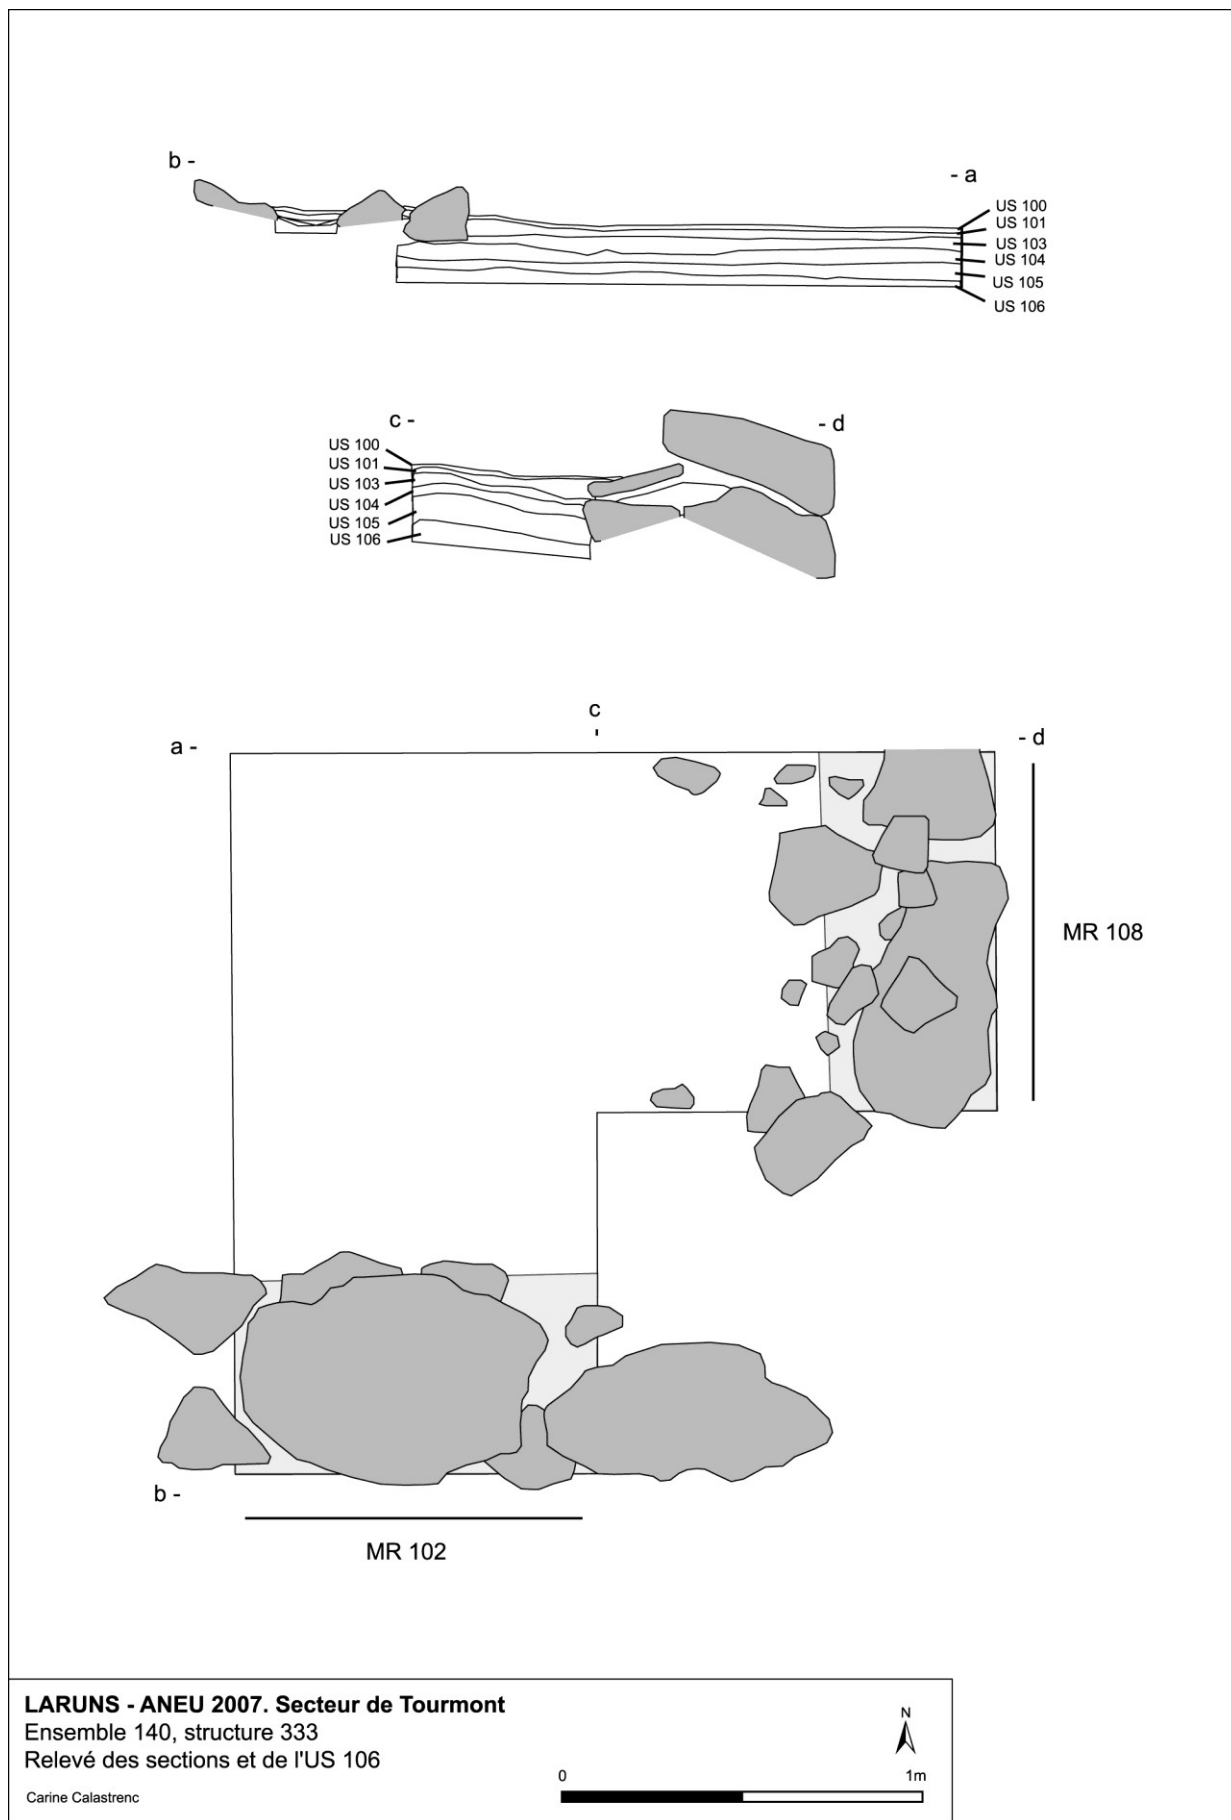 b -
- a
US 100
US 101
US 103
US 104
US 105
US 106
c -
- d
US 100
US 101
US 103
US 104
US 105
US 106
c
a -
- d
MR 108
b -
MR 102
LARUNS - ANEU 2007. Secteur de Tourmont
Ensemble 140, structure 333
Relevé des sections et de l'US 106
Carine Calastrenc
N
0
1m